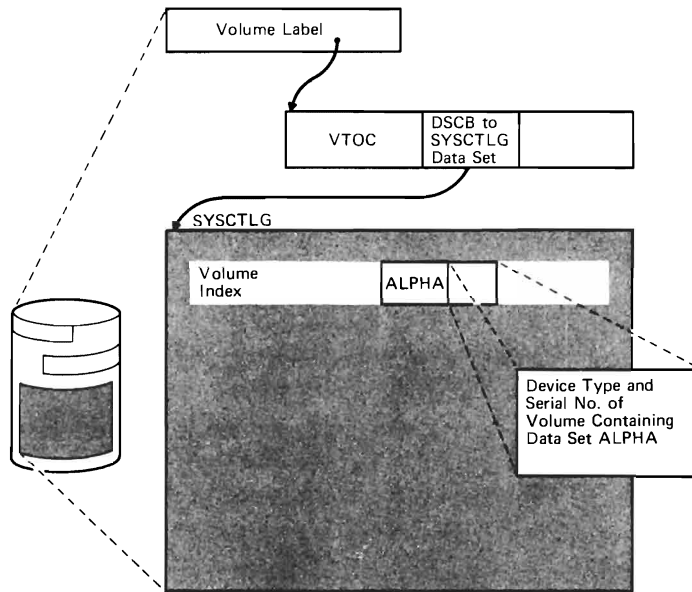 Volume Label
VTOC
DSCB to
SYSCTLG
Data Set
SYSCTLG
Volume
Index
ALPHA
Device Type and
Serial No. of
Volume Containing
Data Set ALPHA